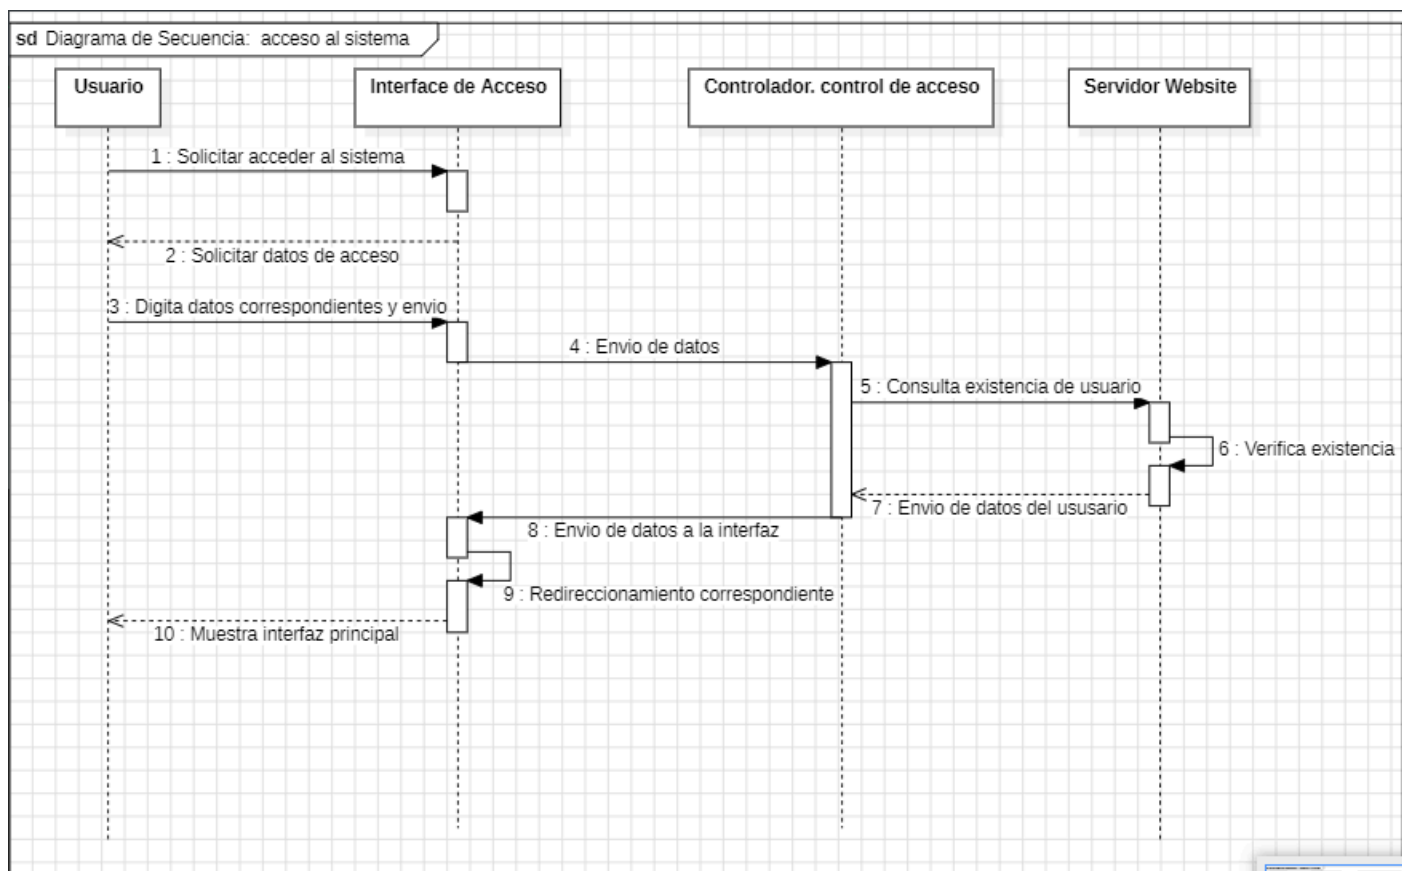 sd Diagrama de Secuencia: acceso al sistema
Usuario
Interface de Acceso
Controlador. control de acceso
Servidor Website
1 : Solicitar acceder al sistema
2 : Solicitar datos de acceso
3 : Digita datos correspondientes y envio
4 : Envio de datos
5 : Consulta existencia de usuario
6 : Verifica existencia
7 : Envio de datos del ususario
8 : Envio de datos a la interfaz
9 : Redireccionamiento correspondiente
10 : Muestra interfaz principal